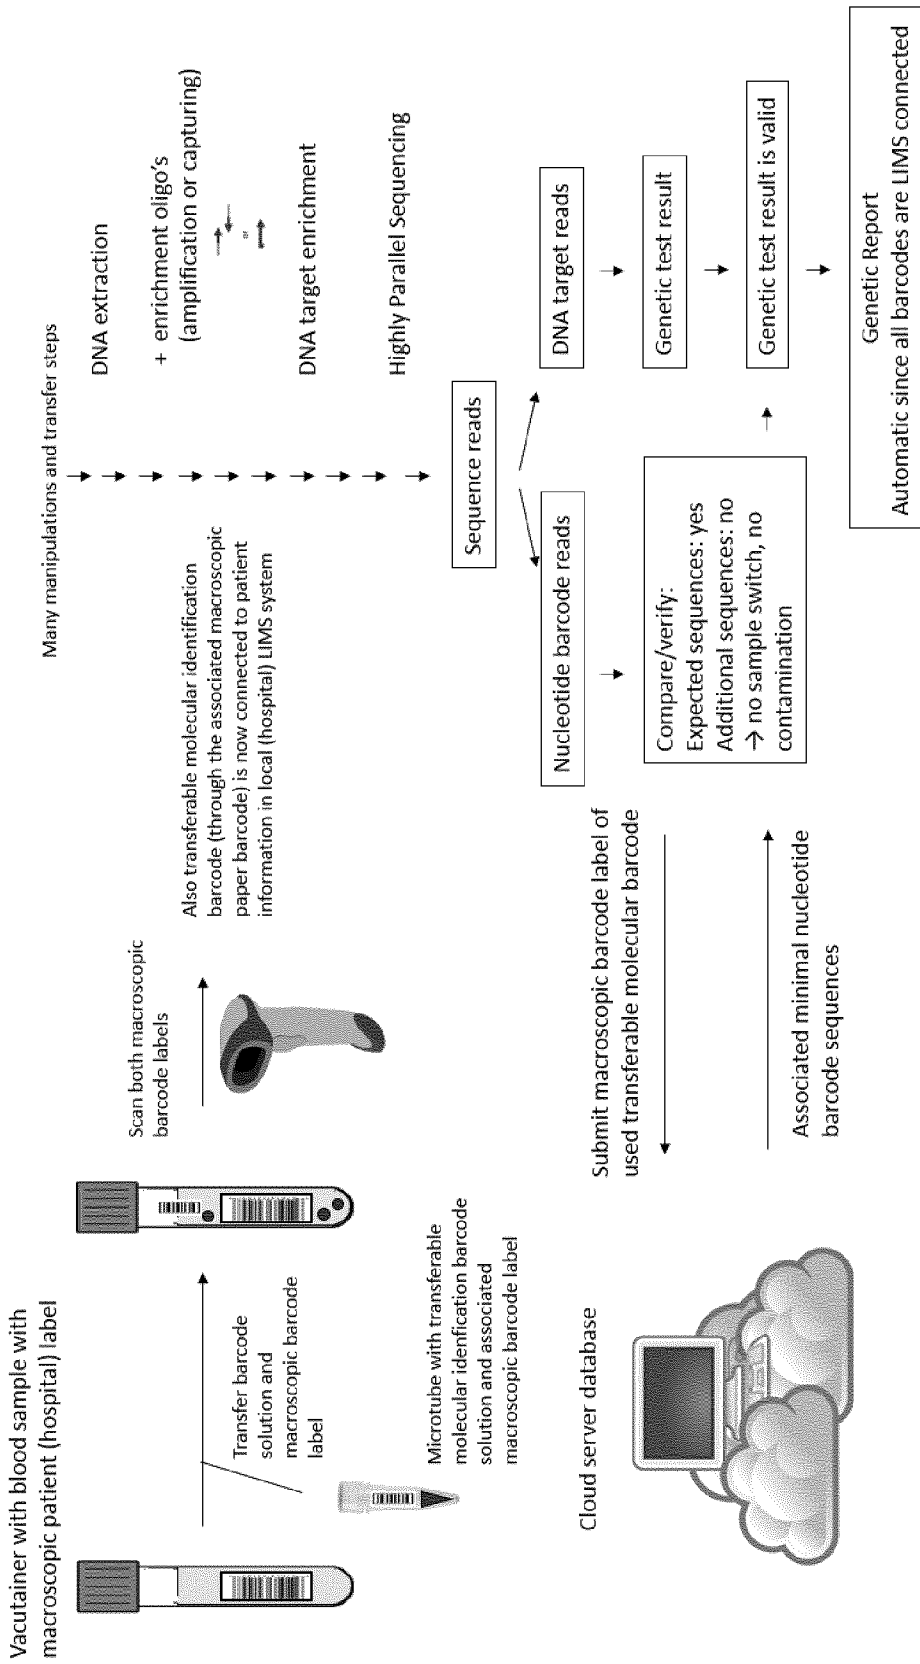 Vacutainer with blood sample with
macroscopic patient (hospital) label
Transfer barcode
solution and
macroscopic barcode
label
Microtube with transferable
molecular idenfication barcode
solution and associated
macroscopic barcode label
Scan both macroscopic
barcode labels
Also transferable molecular identification
barcode (through the associated macroscopic
paper barcode) is now connected to patient
information in local (hospital) LIMS system
Many manipulations and transfer steps
DNA extraction
+ enrichment oligo's
(amplification or capturing)
or
DNA target enrichment
Highly Parallel Sequencing
Sequence reads
Nucleotide barcode reads
DNA target reads
Cloud server database
Submit macroscopic barcode label of
used transferable molecular barcode
Associated minimal nucleotide
barcode sequences
Compare/verify:
Expected sequences: yes
Additional sequences: no
→ no sample switch, no
contamination
Genetic test result
Genetic test result is valid
Genetic Report
Automatic since all barcodes are LIMS connected